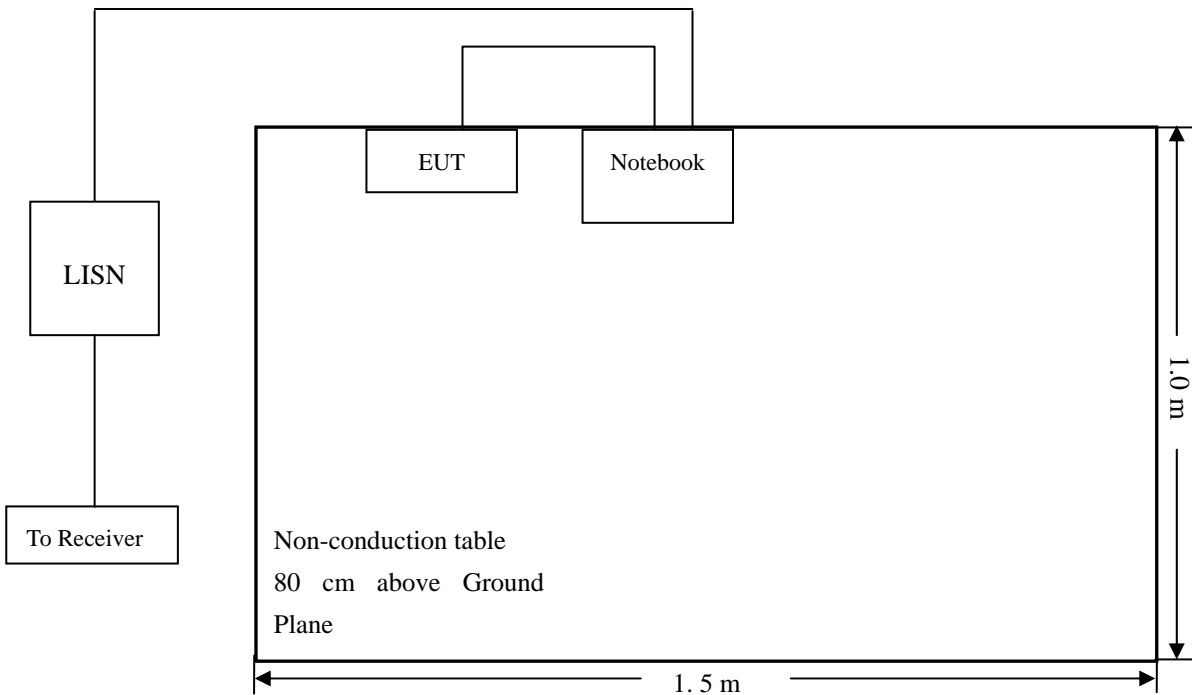 EUT
Notebook
LISN
1.0 m
To Receiver
Non-conduction table
80 cm above Ground
Plane
1. 5 m